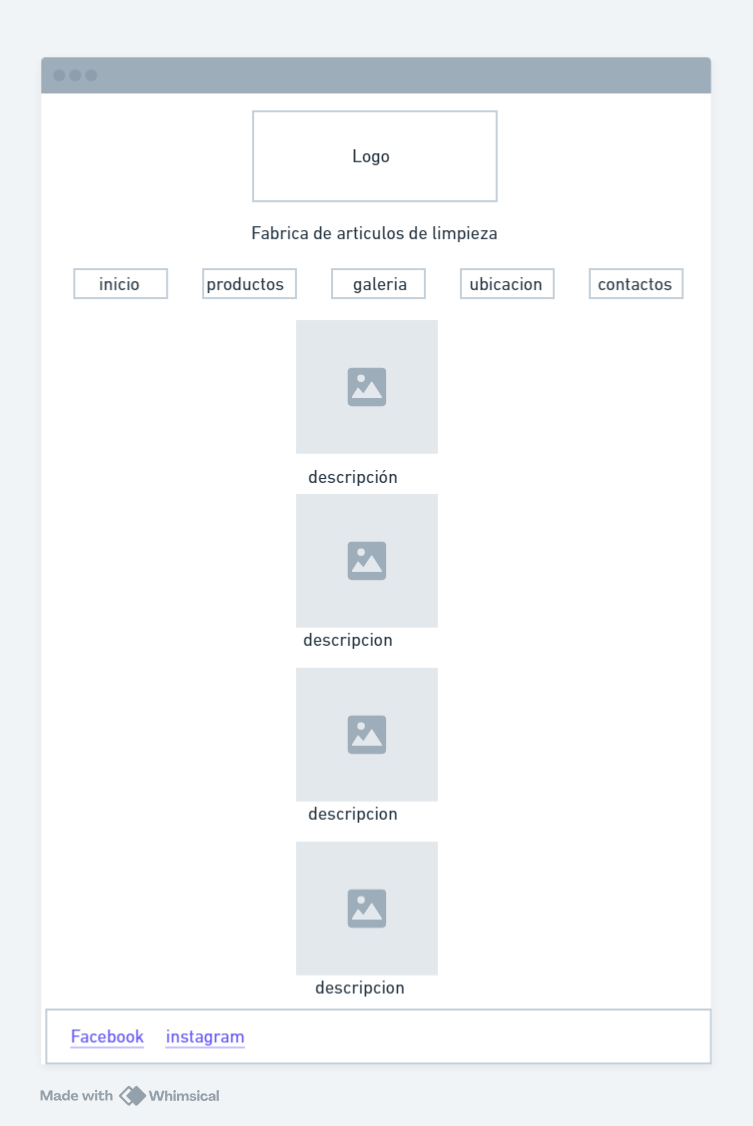 Logo
Fabrica de articulos de limpieza
inicio productos galeria ubicacion contactos
descripción
descripcion
descripcion
descripcion
Facebook instagram
Made with Whimsical